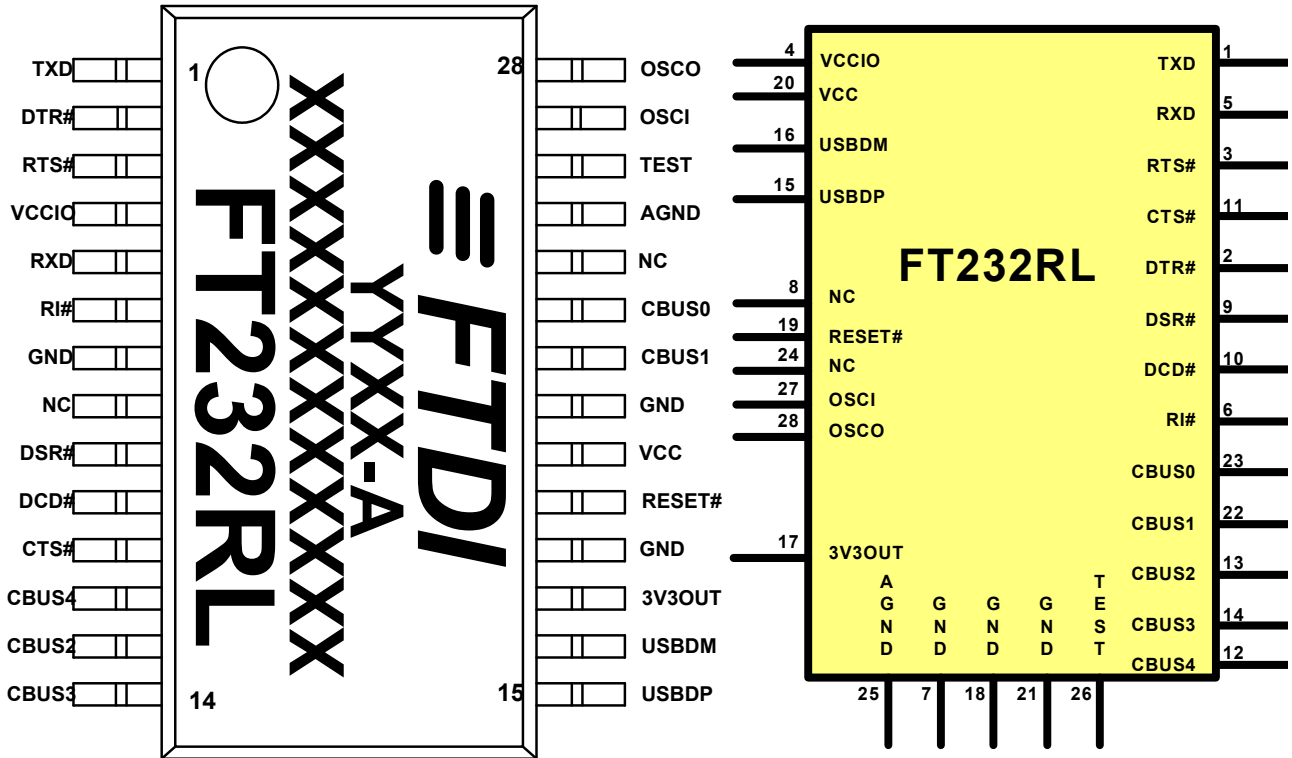 TXD
DTR#
RTS#
VCCIO
RXD
RI#
GND
NC
DSR#
DCD#
CTS#
CBUS4
CBUS2
CBUS3
1
28
14
15
FT232RL
XXXXXXXXXXXX
YYXX-A
FTDI
OSCO
OSCI
TEST
AGND
NC
CBUS0
CBUS1
GND
VCC
RESET#
GND
3V3OUT
USBDM
USBDP
4 VCCIO
20 VCC
16 USBDM
15 USBDP
8 NC
19 RESET#
24 NC
27 OSCI
28 OSCO
17 3V3OUT
FT232RL
TXD 1
RXD 5
RTS# 3
CTS# 11
DTR# 2
DSR# 9
DCD# 10
RI# 6
CBUS0 23
CBUS1 22
CBUS2 13
CBUS3 14
CBUS4 12
AGND
GND
GND
GND
TEST
25 7 18 21 26